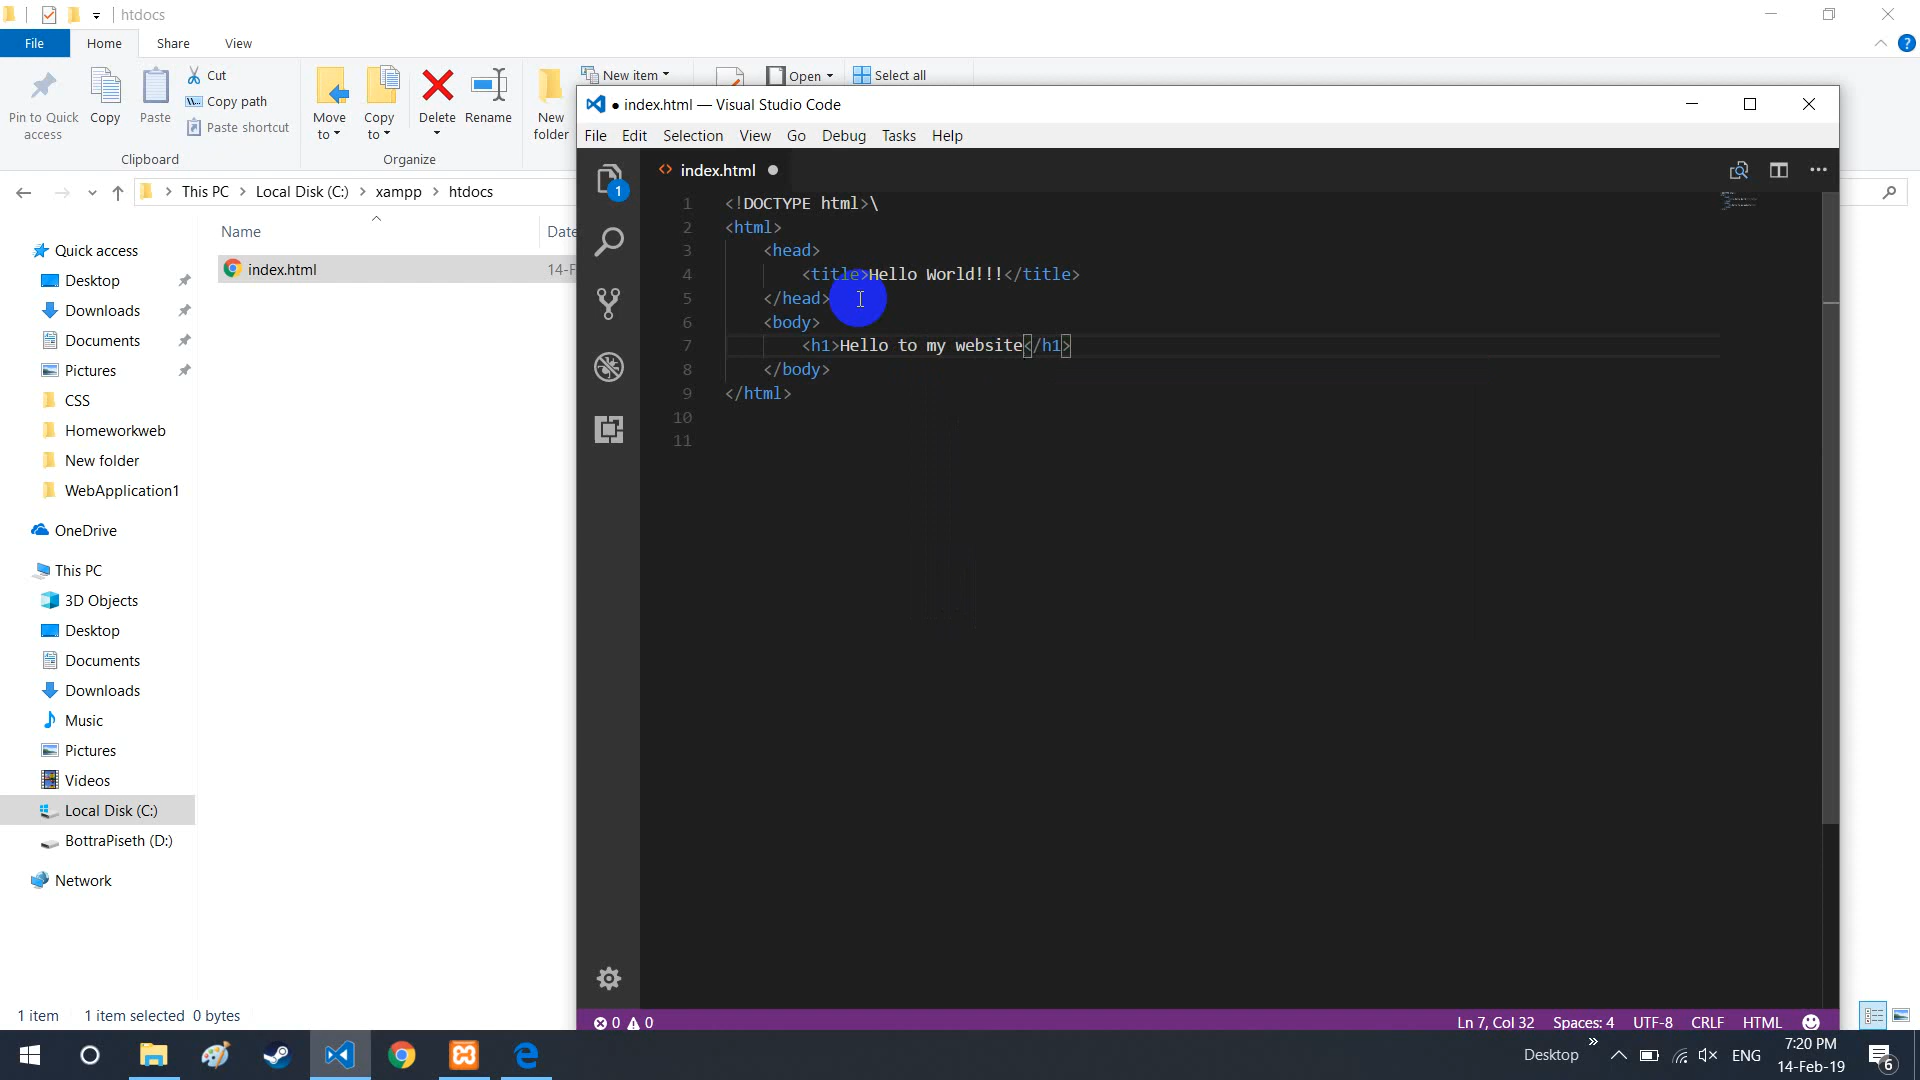 htdocs
File Home Share View
Pin to Quick access
Copy
Paste
Cut
Copy path
Paste shortcut
Clipboard
Move to
Copy to
Delete
Rename
Organize
New folder
New item
Open
Select all
This PC > Local Disk (C:) > xampp > htdocs
Name
Date
index.html
14-F
Quick access
Desktop
Downloads
Documents
Pictures
CSS
Homeworkweb
New folder
WebApplication1
OneDrive
This PC
3D Objects
Desktop
Documents
Downloads
Music
Pictures
Videos
Local Disk (C:)
BottraPiseth (D:)
Network
1 item 1 item selected 0 bytes
● index.html — Visual Studio Code
File Edit Selection View Go Debug Tasks Help
1
<> index.html ●
1 <!DOCTYPE html>\
2 <html>
3 <head>
4 <title>Hello World!!!</title>
5 </head>
6 <body>
7 <h1>Hello to my website</h1>
8 </body>
9 </html>
10
11
0 0
Ln 7, Col 32 Spaces: 4 UTF-8 CRLF HTML
Desktop
ENG
7:20 PM
14-Feb-19
6